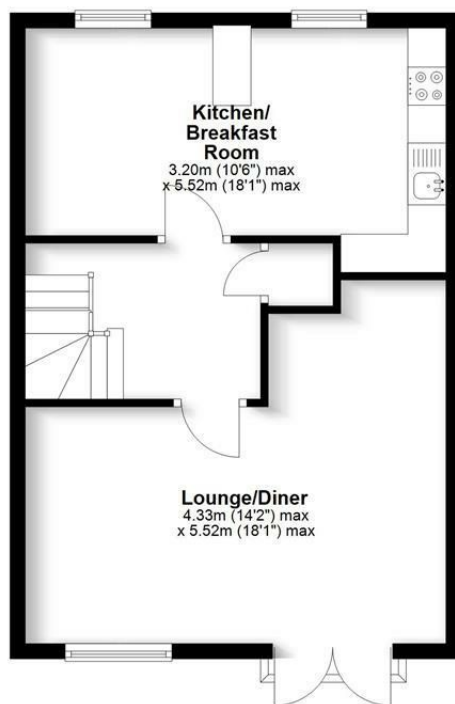 Kitchen/
Breakfast
Room
3.20m (10'6") max
x 5.52m (18'1") max
Lounge/Diner
4.33m (14'2") max
x 5.52m (18'1") max